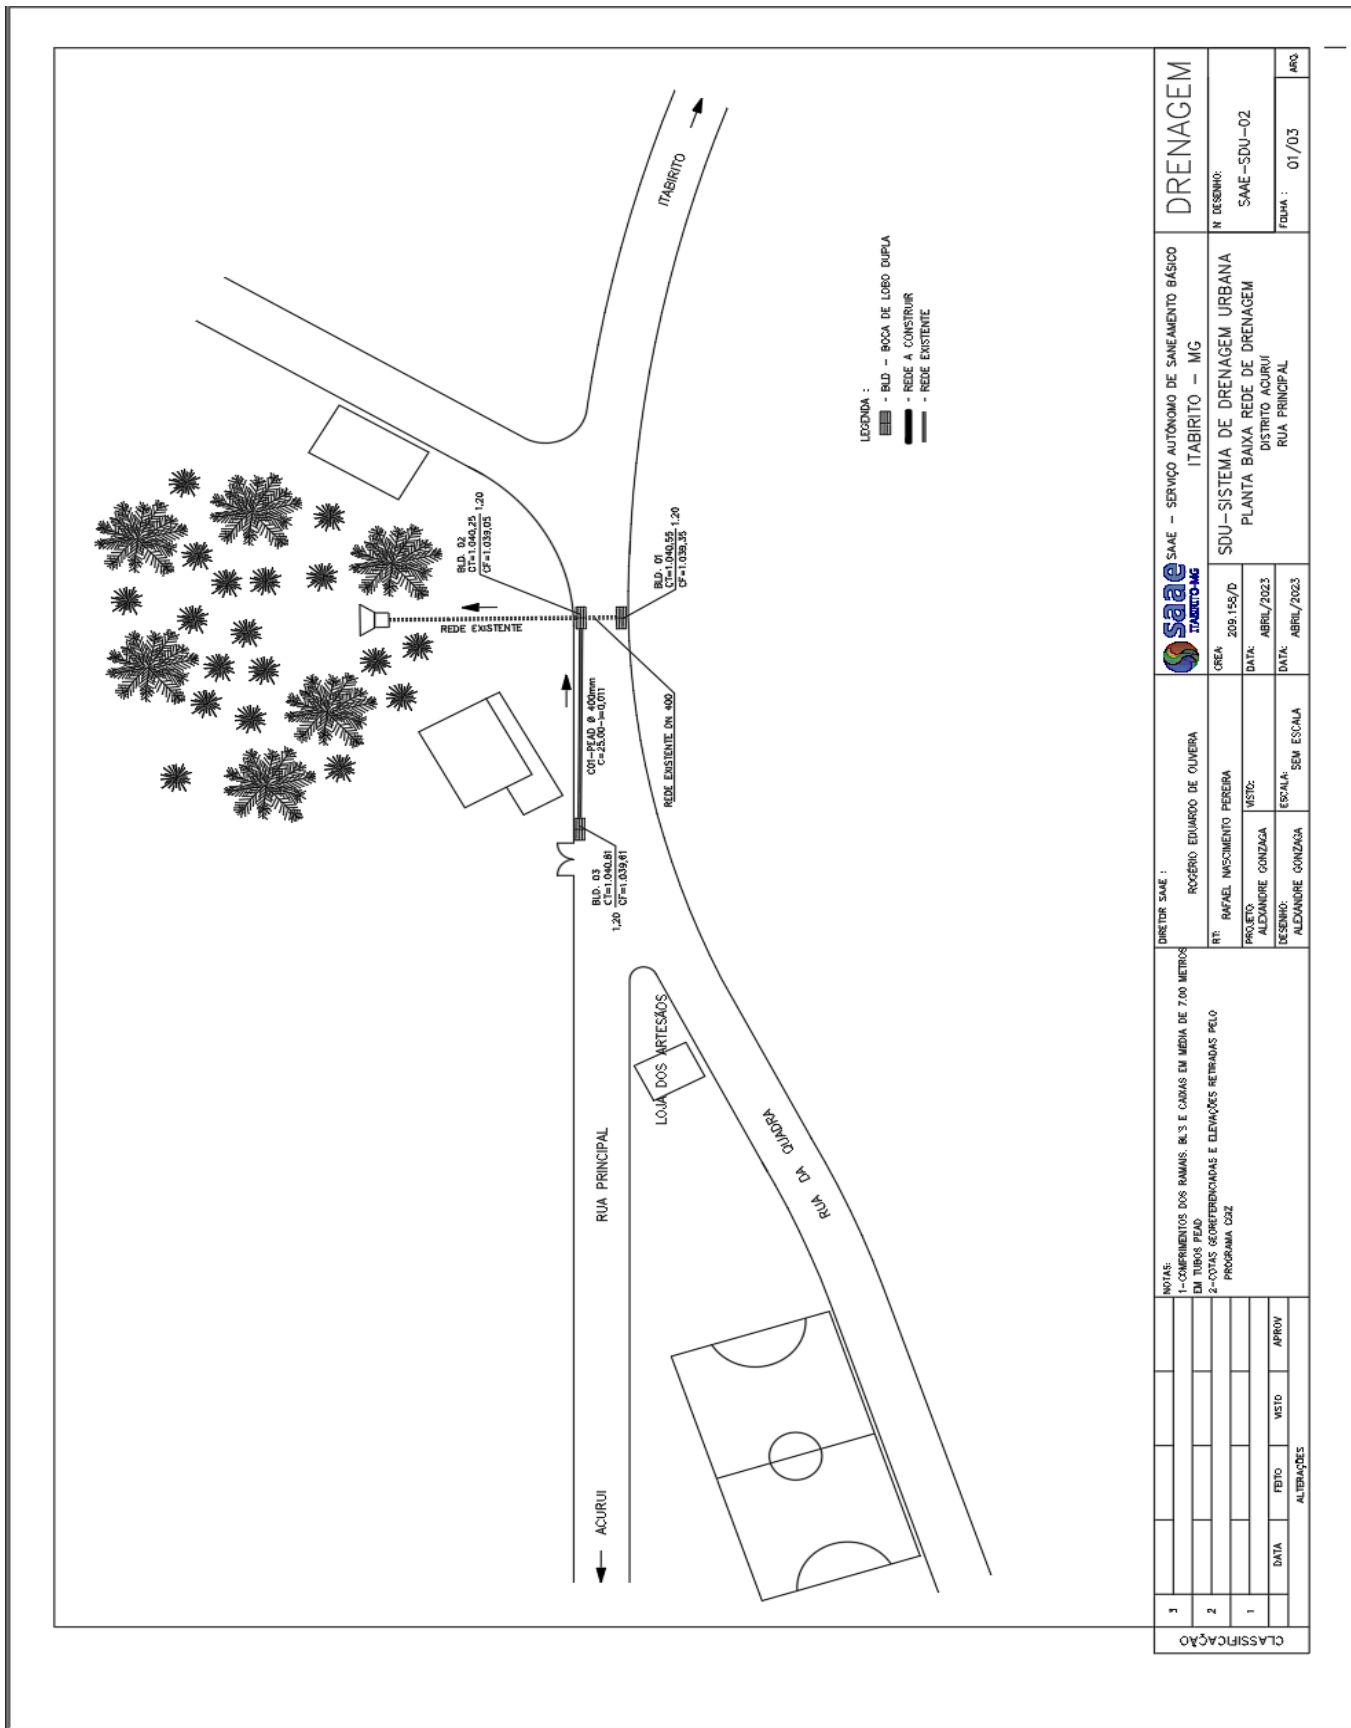 ITABIRITO
LEGENDA :
- BLD - BOCA DE LOBO DUPLA
- REDE A CONSTRUIR
- REDE EXISTENTE
BLD. 02
CT=1.040,25
CF=1.039,05
1,20
BLD. 01
CT=1.040,55
CF=1.039,35
1,20
REDE EXISTENTE
C01-PEAD Ø 400mm
C=25.00-i=0,011
REDE EXISTENTE DN 400
BLD. 03
CT=1.040,81
CF=1.039,61
1,20
LOJA DOS ARTESÃOS
RUA PRINCIPAL
RUA DA QUADRA
ACURUI
CLASSIFICAÇÃO
3
2
1
DATA
FEITO
VISTO
APROV
ALTERAÇÕES
NOTAS:
1-COMPRIMENTOS DOS RAMAIS, BL'S E CAIXAS EM MÉDIA DE 7.00 METROS
EM TUBOS PEAD
2-COTAS GEOREFERENCIADAS E ELEVAÇÕES RETIRADAS PELO
PROGRAMA
DIRETOR SAAE :
ROGÉRIO EDUARDO DE OLIVEIRA
RT:
RAFAEL NASCIMENTO PEREIRA
CREA:
209.158/D
PROJETO:
ALEXANDRE GONZAGA
VISTO:
DATA:
ABRIL/2023
DESENHO:
ALEXANDRE GONZAGA
ESCALA:
SEM ESCALA
DATA:
ABRIL/2023
saae
ITABIRITO-MG
SAAE - SERVIÇO AUTÔNOMO DE SANEAMENTO BÁSICO
ITABIRITO - MG
SDU-SISTEMA DE DRENAGEM URBANA
PLANTA BAIXA REDE DE DRENAGEM
DISTRITO ACURUÍ
RUA PRINCIPAL
DRENAGEM
Nº DESENHO:
SAAE-SDU-02
FOLHA :
01/03
ARQ